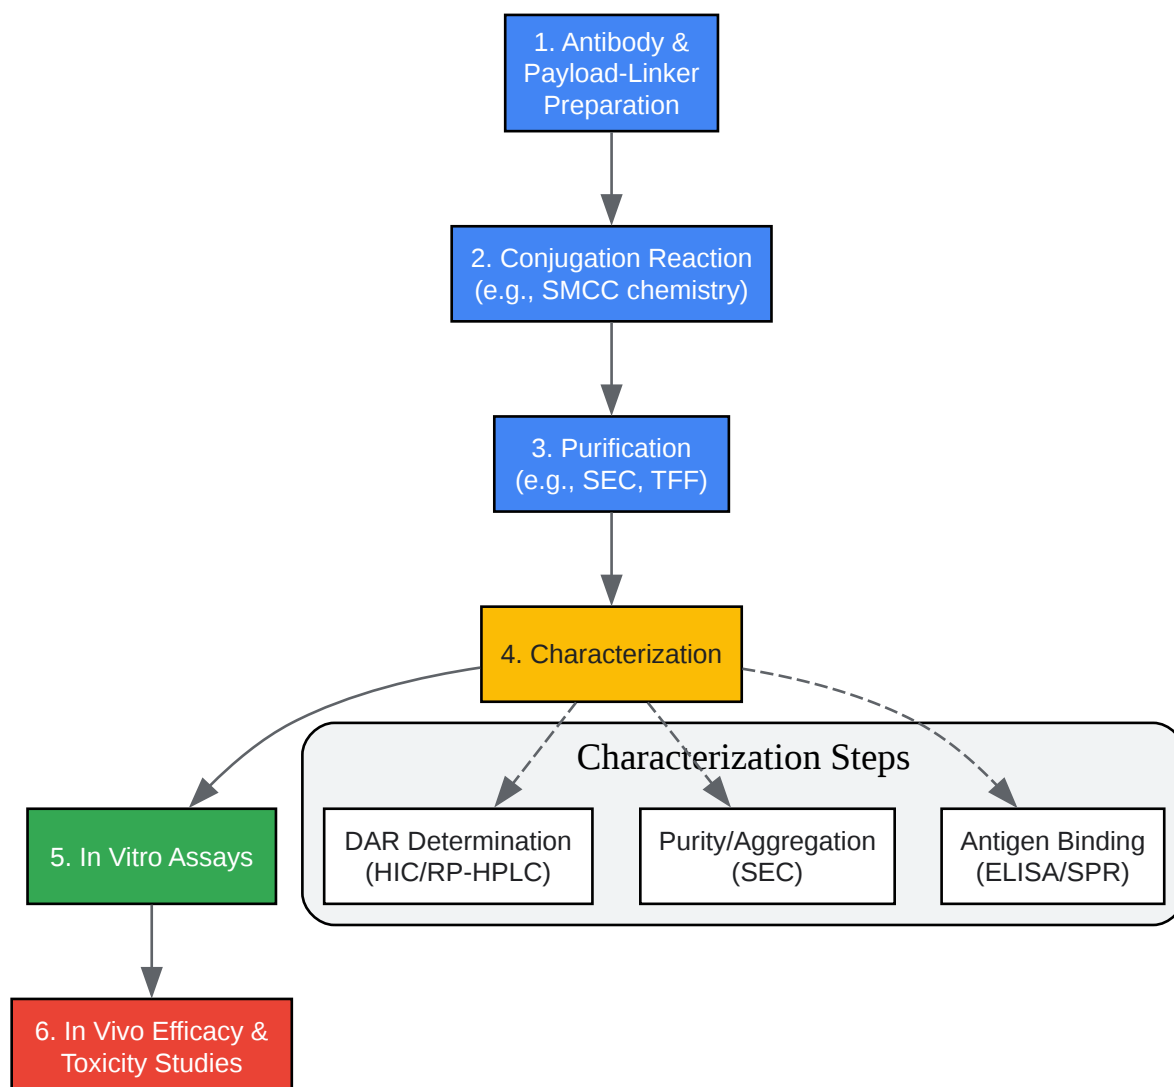 1. Antibody &
Payload-Linker
Preparation
2. Conjugation Reaction
(e.g., SMCC chemistry)
3. Purification
(e.g., SEC, TFF)
4. Characterization
Characterization Steps
5. In Vitro Assays
DAR Determination
(HIC/RP-HPLC)
Purity/Aggregation
(SEC)
Antigen Binding
(ELISA/SPR)
6. In Vivo Efficacy &
Toxicity Studies